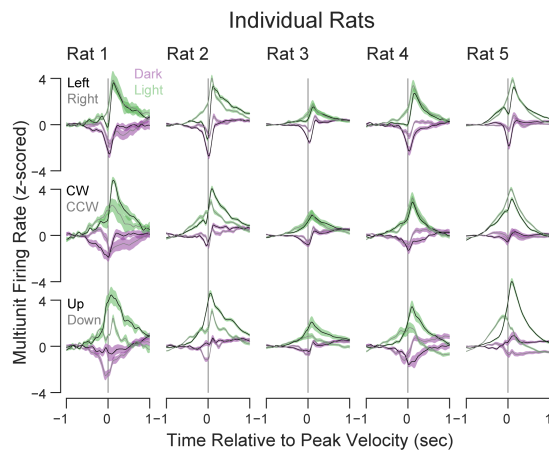 Individual Rats
Rat 1 Rat 2 Rat 3 Rat 4 Rat 5
Dark
Light
Left
Right
CW
CCW
Up
Down
4
0
−4
4
0
−4
4
0
−4
Multiunit Firing Rate (z-scored)
−1 0 1 −1 0 1 −1 0 1 −1 0 1 −1 0 1
Time Relative to Peak Velocity (sec)